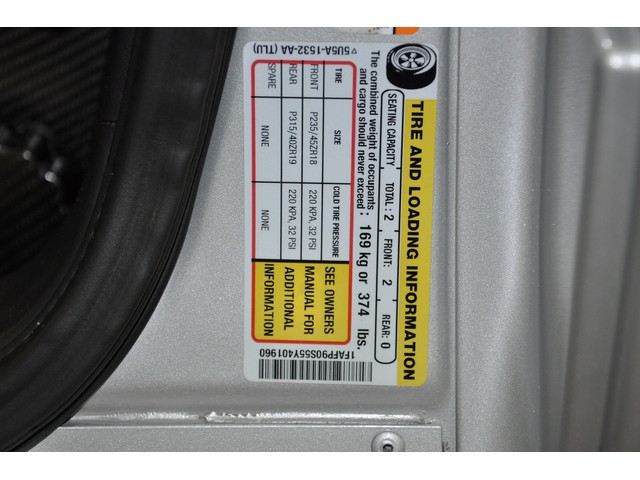 TIRE AND LOADING INFORMATION
SEATING CAPACITY TOTAL: 2 FRONT: 2 REAR: 0
The combined weight of occupants
and cargo should never exceed: 169 kg or 374 lbs.
TIRE SIZE COLD TIRE PRESSURE
FRONT P235/45ZR18 220 KPA, 32 PSI
REAR P315/40ZR19 220 KPA, 32 PSI
SPARE NONE NONE
SEE OWNERS
MANUAL FOR
ADDITIONAL
INFORMATION
5U5A-1532-AA (TLU)
1FAFP90S55Y401960